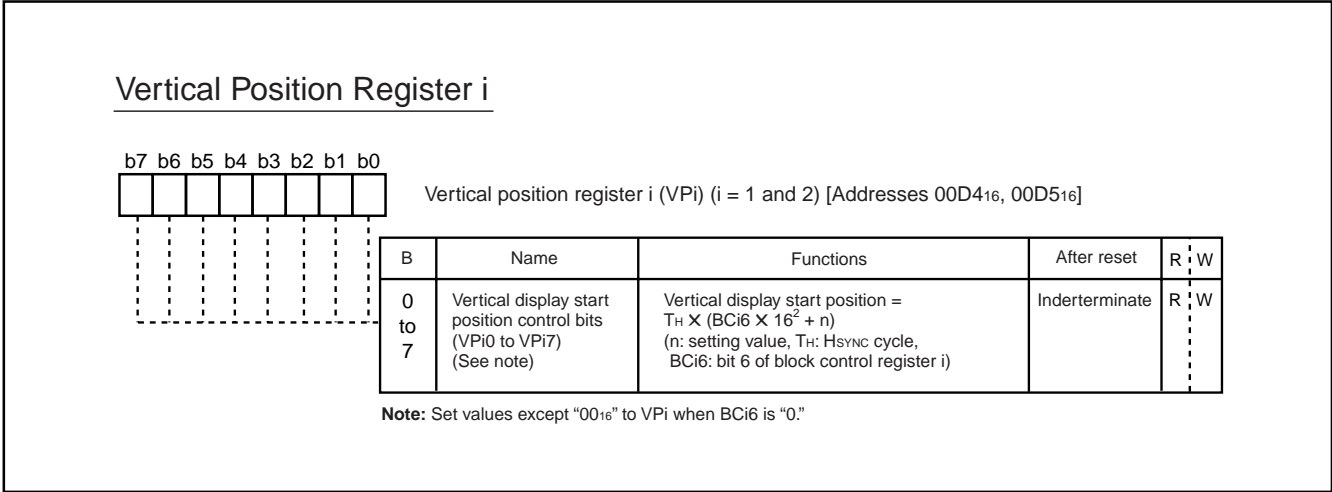 Vertical Position Register i
b7 b6 b5 b4 b3 b2 b1 b0
Vertical position register i (VPi) (i = 1 and 2) [Addresses 00D416, 00D516]
B Name Functions After reset R W
0 to 7
Vertical display start
position control bits
(VPi0 to VPi7)
(See note)
Vertical display start position =
TH X (BCi6 X 16² + n)
(n: setting value, TH: HSYNC cycle,
BCi6: bit 6 of block control register i)
Inderterminate R W
Note: Set values except “0016” to VPi when BCi6 is “0.”